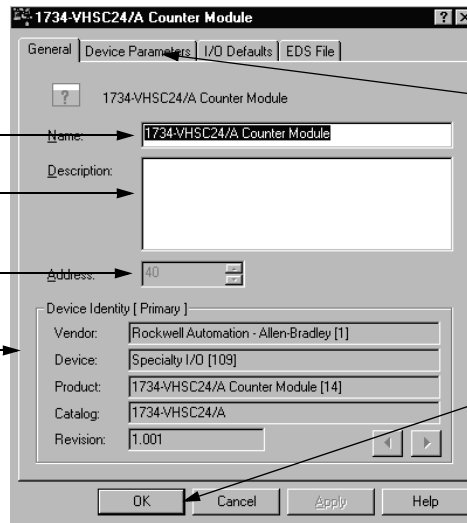 1734-VHSC24/A Counter Module
General Device Parameters I/O Defaults EDS File
1734-VHSC24/A Counter Module
Name: 1734-VHSC24/A Counter Module
Description:
Address: 40
Device Identity [ Primary ]
Vendor: Rockwell Automation - Allen-Bradley [1]
Device: Specialty I/O [109]
Product: 1734-VHSC24/A Counter Module [14]
Catalog: 1734-VHSC24/A
Revision: 1.001
OK Cancel Apply Help